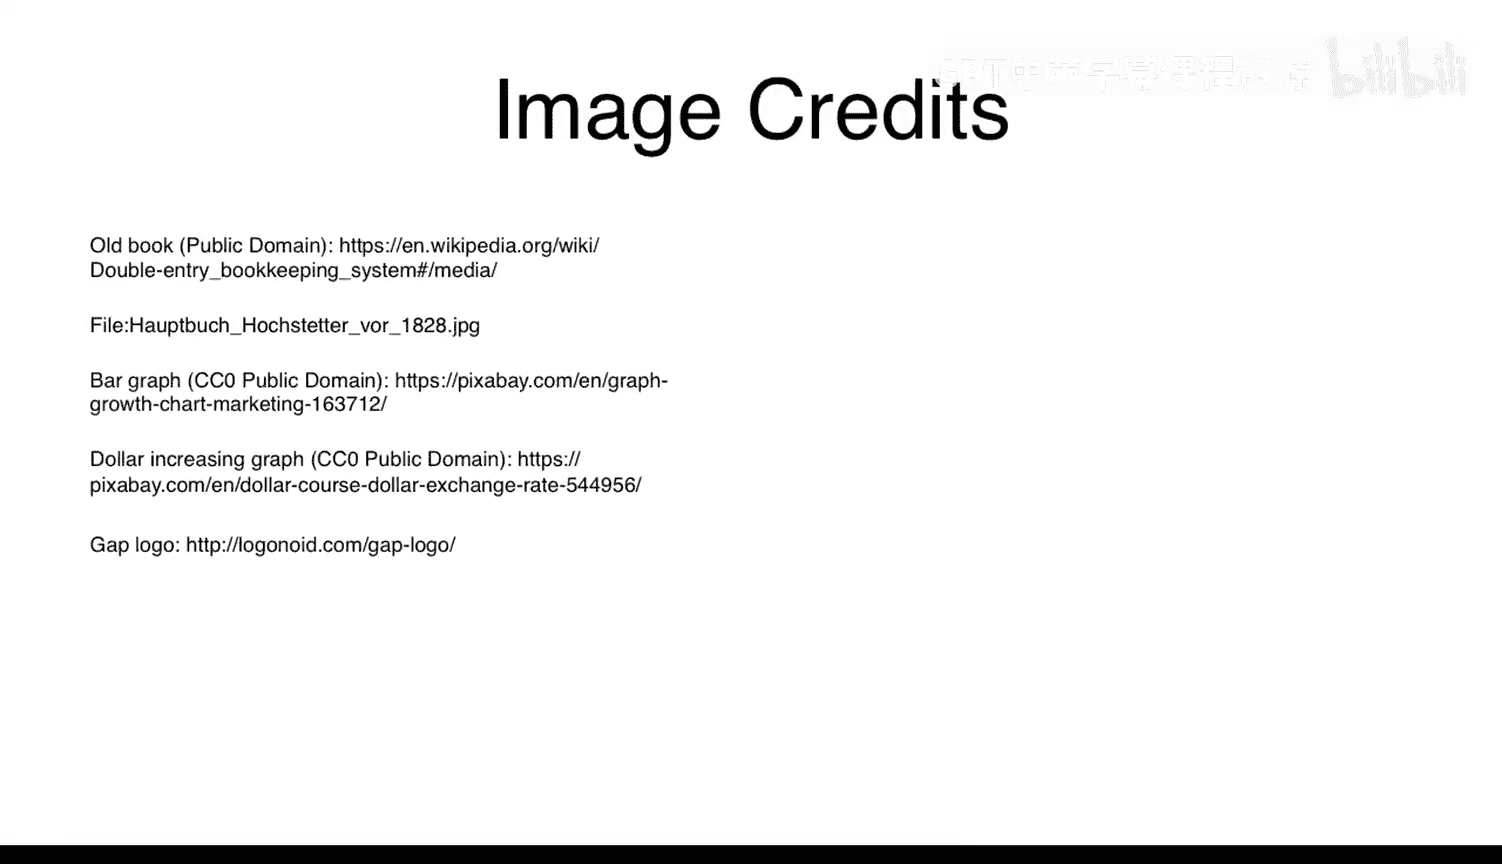 Image Credits
bilibili
Old book (Public Domain): https://en.wikipedia.org/wiki/
Double-entry_bookkeeping_system#/media/
File:Hauptbuch_Hochstetter_vor_1828.jpg
Bar graph (CC0 Public Domain): https://pixabay.com/en/graph-
growth-chart-marketing-163712/
Dollar increasing graph (CC0 Public Domain): https://
pixabay.com/en/dollar-course-dollar-exchange-rate-544956/
Gap logo: http://logonoid.com/gap-logo/